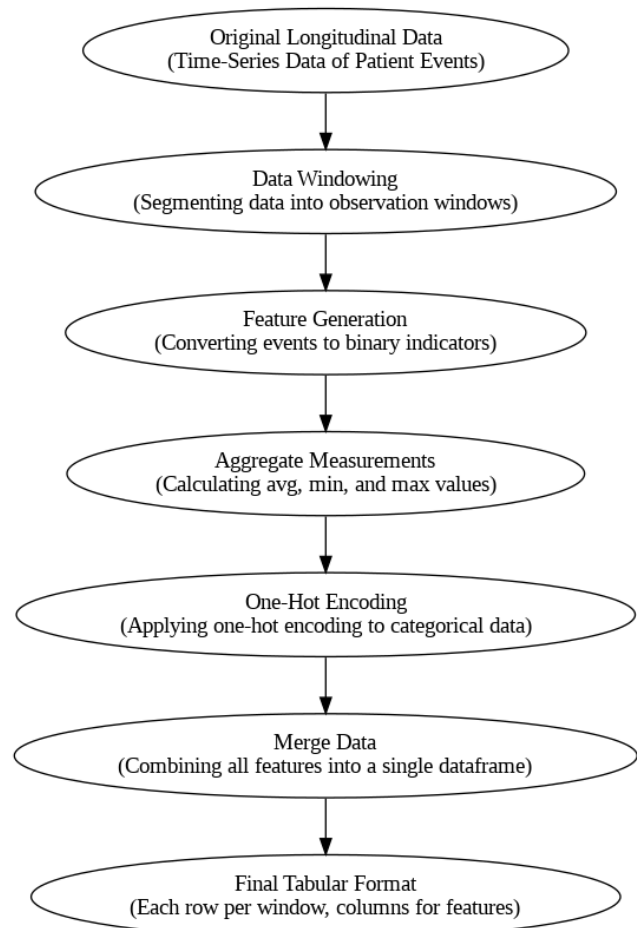 Original Longitudinal Data
(Time-Series Data of Patient Events)
Data Windowing
(Segmenting data into observation windows)
Feature Generation
(Converting events to binary indicators)
Aggregate Measurements
(Calculating avg, min, and max values)
One-Hot Encoding
(Applying one-hot encoding to categorical data)
Merge Data
(Combining all features into a single dataframe)
Final Tabular Format
(Each row per window, columns for features)